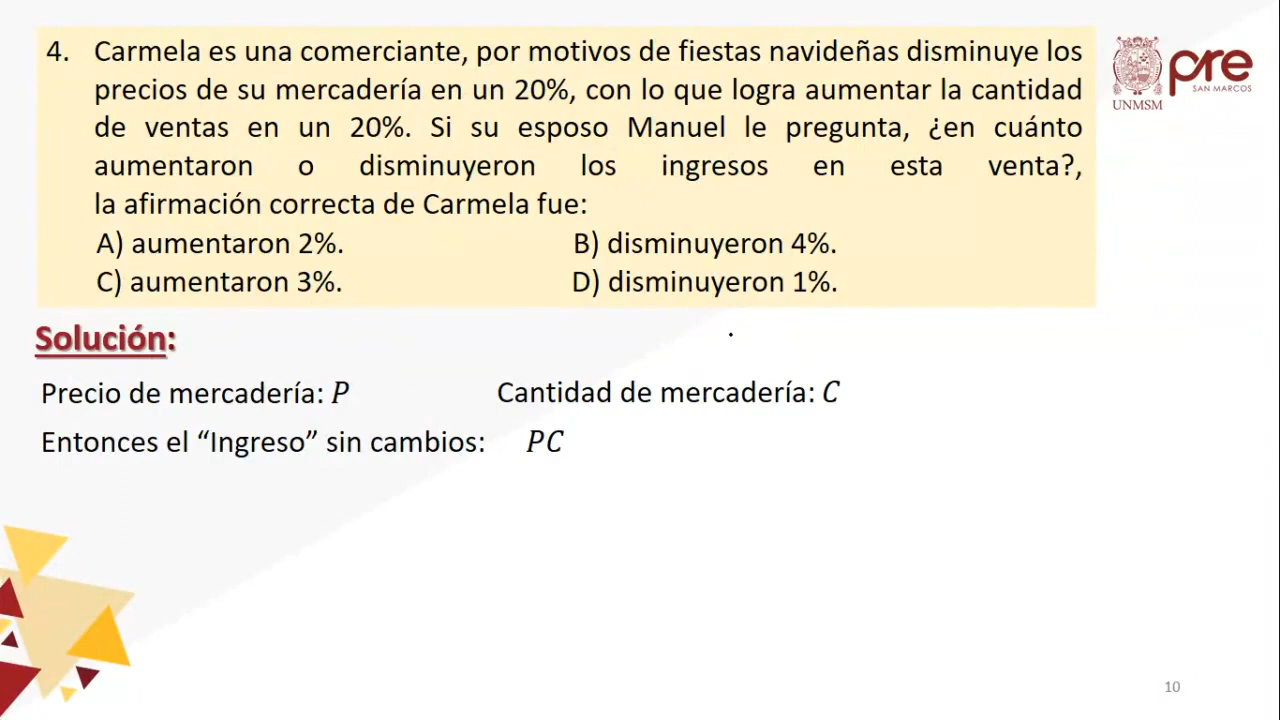 4. Carmela es una comerciante, por motivos de fiestas navideñas disminuye los
precios de su mercadería en un 20%, con lo que logra aumentar la cantidad
de ventas en un 20%. Si su esposo Manuel le pregunta, ¿en cuánto
aumentaron o disminuyeron los ingresos en esta venta?,
la afirmación correcta de Carmela fue:
A) aumentaron 2%. B) disminuyeron 4%.
C) aumentaron 3%. D) disminuyeron 1%.
UNMSM
pre
SAN MARCOS
Solución:
Precio de mercadería: P Cantidad de mercadería: C
Entonces el “Ingreso” sin cambios: PC
10